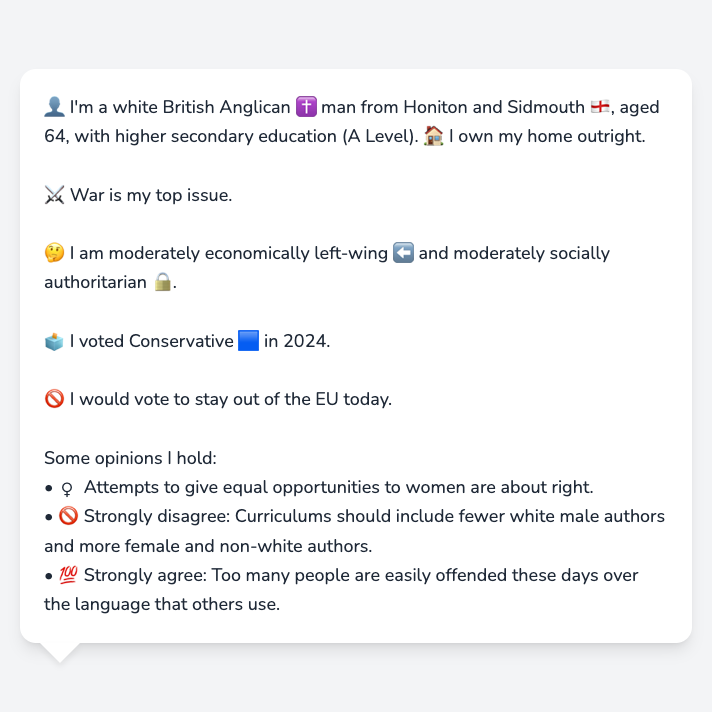 👤 I'm a white British Anglican ✝️ man from Honiton and Sidmouth 🏴󠁧󠁢󠁥󠁮󠁧󠁿, aged
64, with higher secondary education (A Level). 🏠 I own my home outright.
⚔️ War is my top issue.
🤔 I am moderately economically left-wing ⬅️ and moderately socially
authoritarian 🔒.
🗳️ I voted Conservative 🟦 in 2024.
🚫 I would vote to stay out of the EU today.
Some opinions I hold:
• ♀ Attempts to give equal opportunities to women are about right.
• 🚫 Strongly disagree: Curriculums should include fewer white male authors
and more female and non-white authors.
• 💯 Strongly agree: Too many people are easily offended these days over
the language that others use.